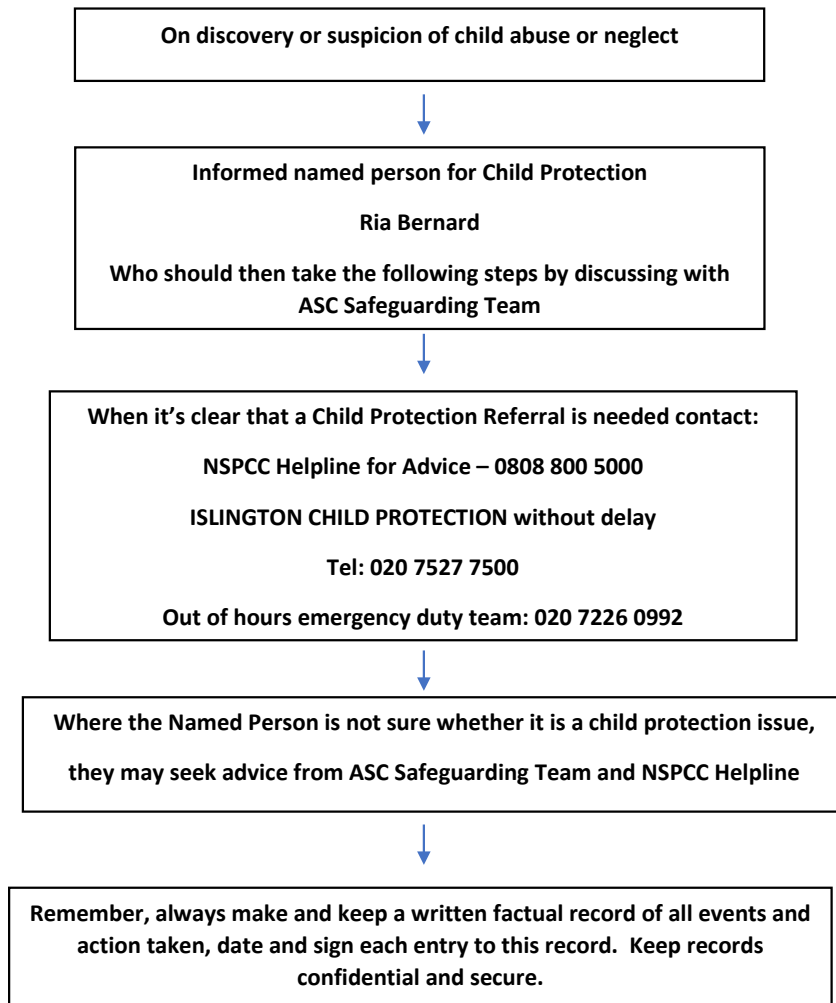 On discovery or suspicion of child abuse or neglect
Informed named person for Child Protection
Ria Bernard
Who should then take the following steps by discussing with
ASC Safeguarding Team
When it’s clear that a Child Protection Referral is needed contact:
NSPCC Helpline for Advice – 0808 800 5000
ISLINGTON CHILD PROTECTION without delay
Tel: 020 7527 7500
Out of hours emergency duty team: 020 7226 0992
Where the Named Person is not sure whether it is a child protection issue,
they may seek advice from ASC Safeguarding Team and NSPCC Helpline
Remember, always make and keep a written factual record of all events and
action taken, date and sign each entry to this record.  Keep records
confidential and secure.